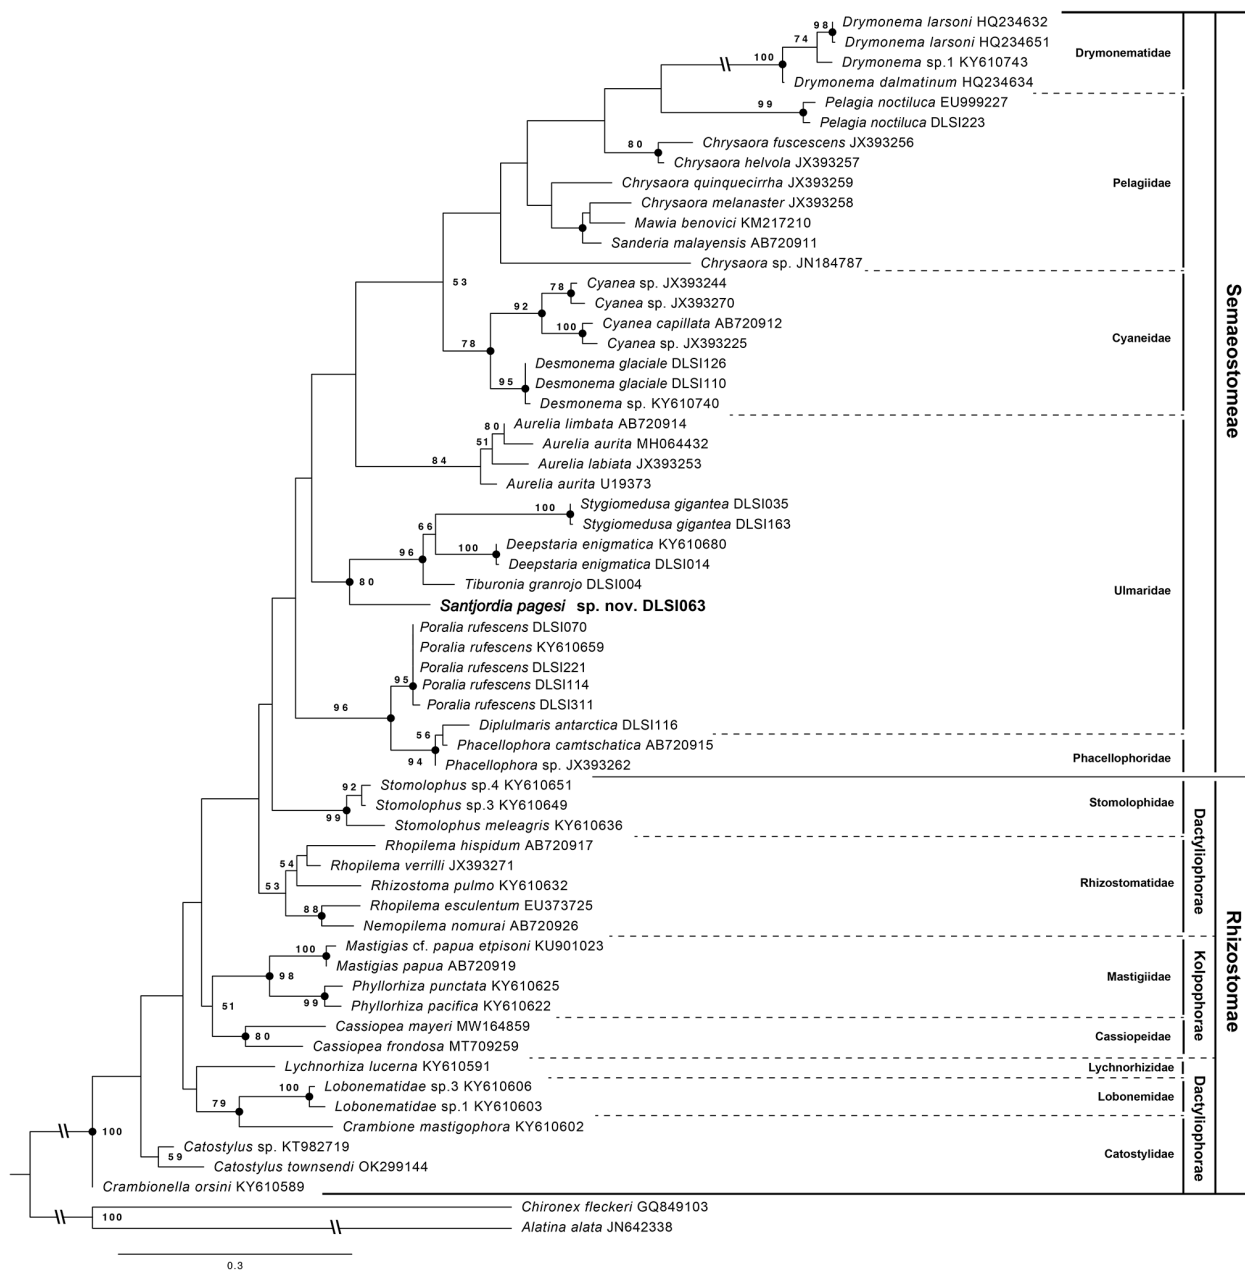 98 Drymonema larsoni HQ234632
74 Drymonema larsoni HQ234651
Drymonematidae
100 Drymonema sp.1 KY610743
Drymonema dalmatinum HQ234634
99 Pelagia noctiluca EU999227
Pelagia noctiluca DLSI223
80 Chrysaora fuscescens JX393256
Chrysaora helvola JX393257
Chrysaora quinquecirrha JX393259
Pelagiidae
Chrysaora melanaster JX393258
Mawia benovici KM217210
Sanderia malayensis AB720911
Chrysaora sp. JN184787
53
78 Cyanea sp. JX393244
92 Cyanea sp. JX393270
Cyanea capillata AB720912
100 Cyanea sp. JX393225
Cyaneidae
78
Desmonema glaciale DLSI126
95 Desmonema glaciale DLSI110
Desmonema sp. KY610740
Semaeostomeae
80 Aurelia limbata AB720914
51 Aurelia aurita MH064432
84 Aurelia labiata JX393253
Aurelia aurita U19373
100 Stygiomedusa gigantea DLSI035
Stygiomedusa gigantea DLSI163
66
100 Deepstaria enigmatica KY610680
96 Deepstaria enigmatica DLSI014
80 Tiburonia granrojo DLSI004
Ulmaridae
Santjordia pagesi sp. nov. DLSI063
Poralia rufescens DLSI070
Poralia rufescens KY610659
Poralia rufescens DLSI221
95 Poralia rufescens DLSI114
Poralia rufescens DLSI311
96
Diplulmaris antarctica DLSI116
56 Phacellophora camtschatica AB720915
94 Phacellophora sp. JX393262
Phacellophoridae
92 Stomolophus sp.4 KY610651
Stomolophus sp.3 KY610649
Stomolophidae
99 Stomolophus meleagris KY610636
Dactyliophorae
Rhopilema hispidum AB720917
54 Rhopilema verrilli JX393271
53 Rhizostoma pulmo KY610632
Rhizostomatidae
88 Rhopilema esculentum EU373725
Nemopilema nomurai AB720926
Rhizostomae
100 Mastigias cf. papua etpisoni KU901023
Mastigias papua AB720919
98
Mastigiidae
Phyllorhiza punctata KY610625
99 Phyllorhiza pacifica KY610622
51
Kolpophorae
Cassiopea mayeri MW164859
80
Cassiopeidae
Cassiopea frondosa MT709259
Lychnorhiza lucerna KY610591
Lychnorhizidae
100 Lobonematidae sp.3 KY610606
Lobonemidae
79 Lobonematidae sp.1 KY610603
Crambione mastigophora KY610602
Dactyliophorae
100
Catostylus sp. KT982719
59
Catostylidae
Catostylus townsendi OK299144
Crambionella orsini KY610589
Chironex fleckeri GQ849103
100
Alatina alata JN642338
0.3